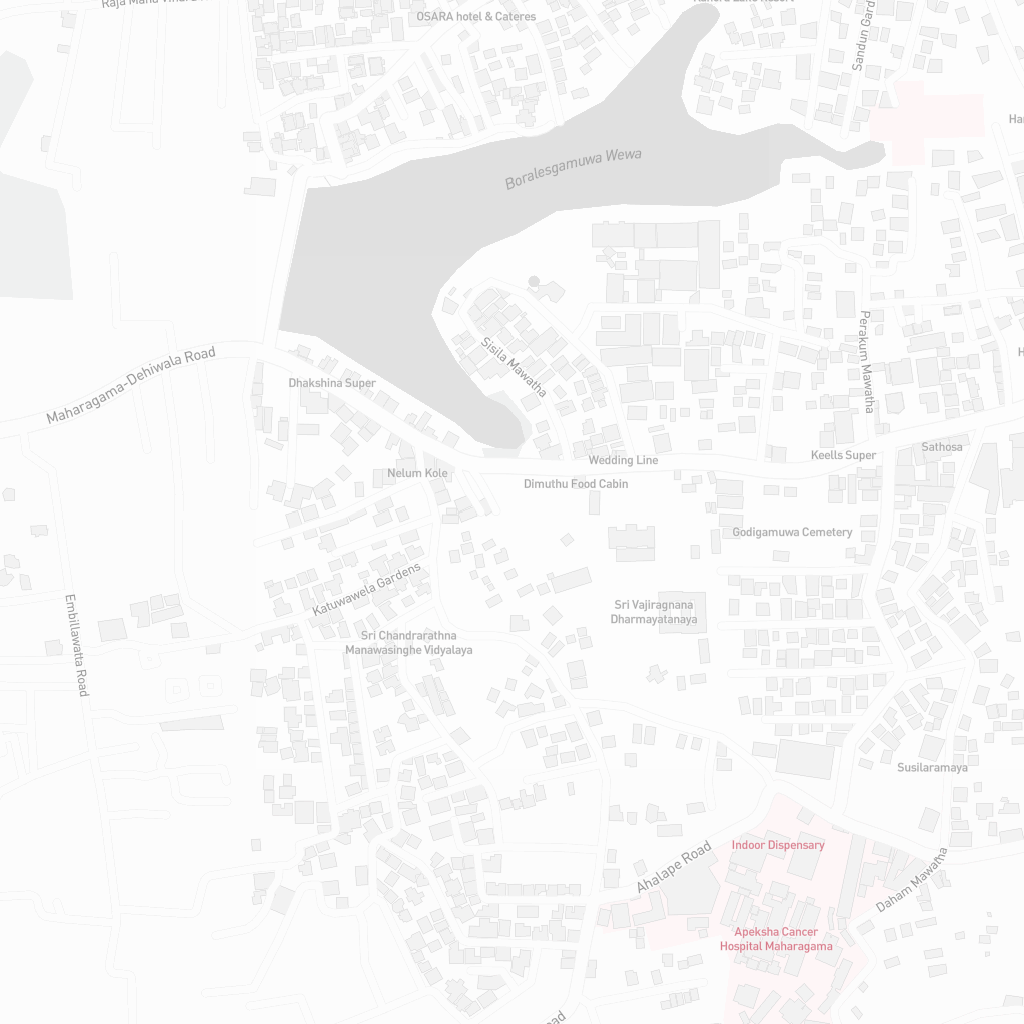 OSARA hotel & Cateres
Sandun Gard
Boralesgamuwa Wewa
Maharagama-Dehiwala Road
Dhakshina Super
Sisila Mawatha
Perakum Mawatha
Nelum Kole
Wedding Line
Dimuthu Food Cabin
Keells Super
Sathosa
Godigamuwa Cemetery
Katuwawela Gardens
Embillawatta Road
Sri Vajiragnana
Dharmayatanaya
Sri Chandrarathna
Manawasinghe Vidyalaya
Susilaramaya
Indoor Dispensary
Ahalape Road
Daham Mawatha
Apeksha Cancer
Hospital Maharagama